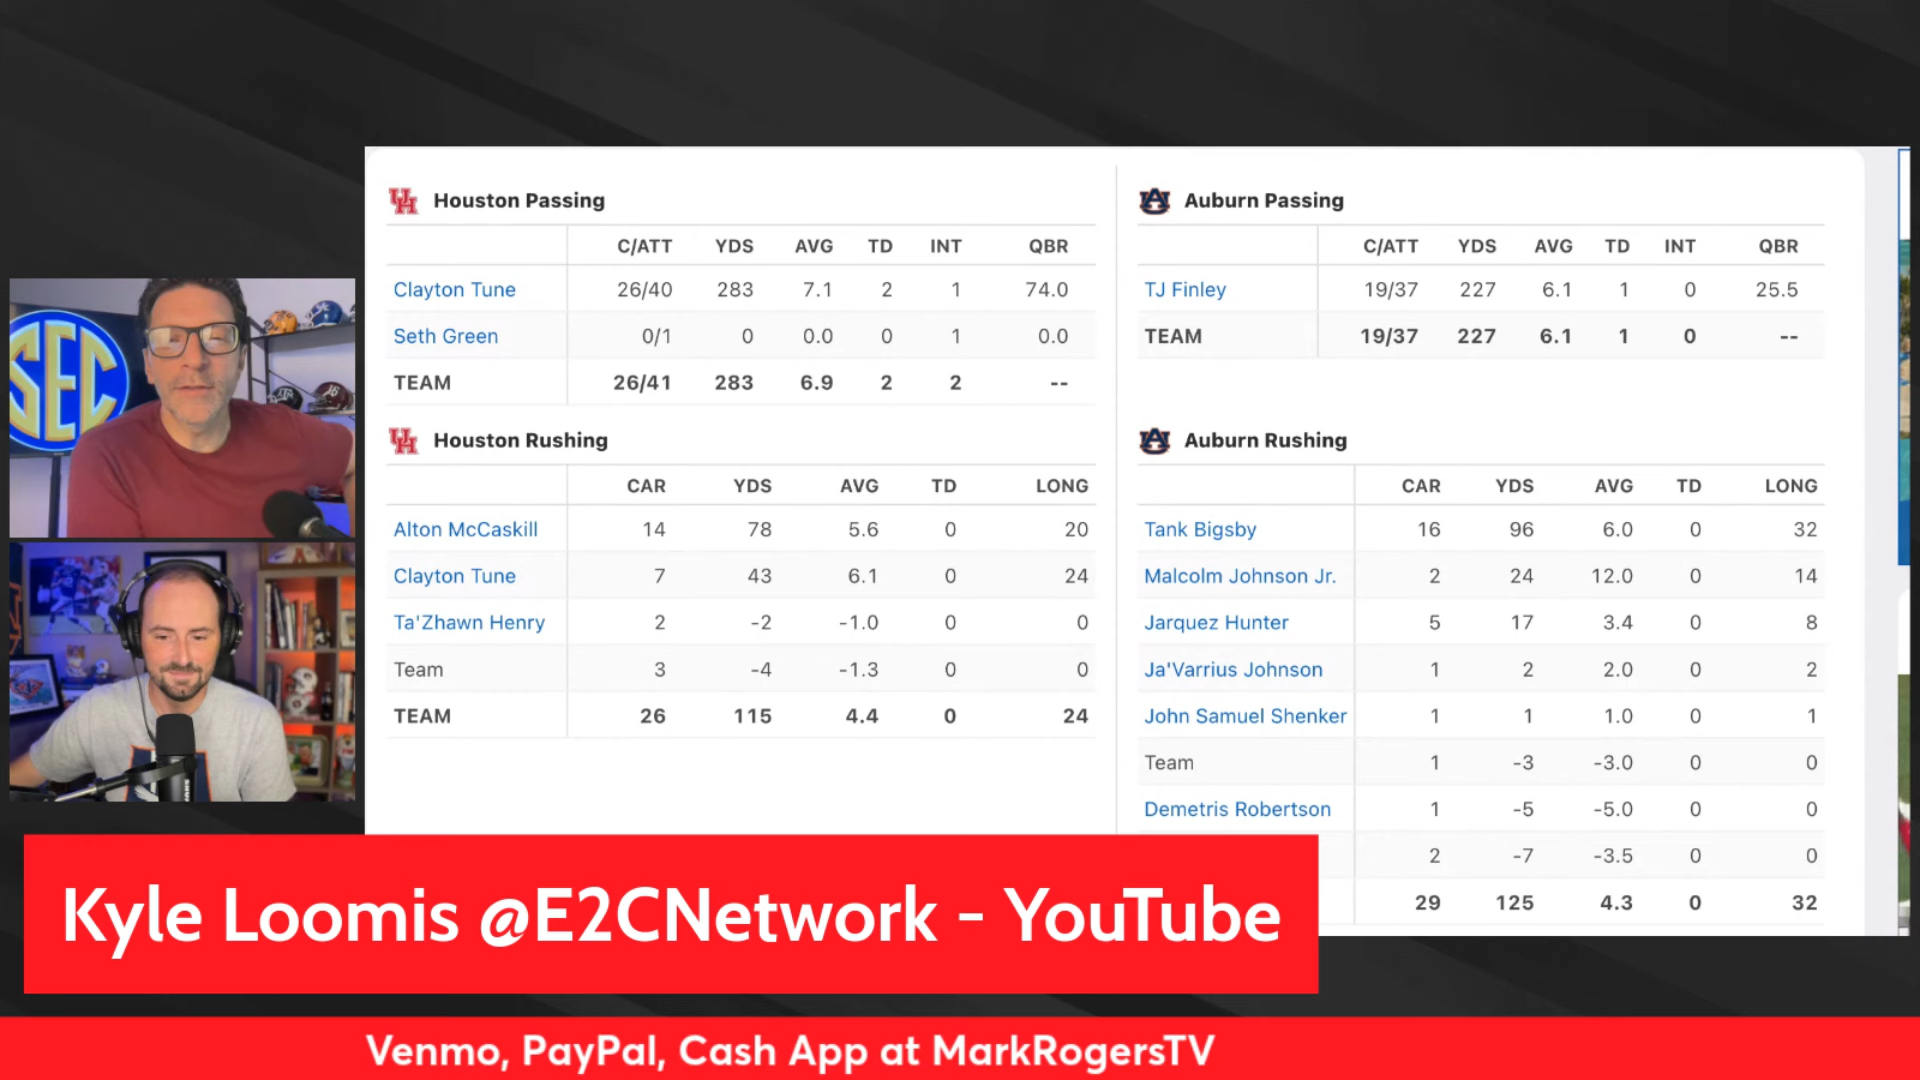 Houston Passing
C/ATT YDS AVG TD INT QBR
Clayton Tune 26/40 283 7.1 2 1 74.0
Seth Green 0/1 0 0.0 0 1 0.0
TEAM 26/41 283 6.9 2 2 --
Houston Rushing
CAR YDS AVG TD LONG
Alton McCaskill 14 78 5.6 0 20
Clayton Tune 7 43 6.1 0 24
Ta'Zhawn Henry 2 -2 -1.0 0 0
Team 3 -4 -1.3 0 0
TEAM 26 115 4.4 0 24
Auburn Passing
C/ATT YDS AVG TD INT QBR
TJ Finley 19/37 227 6.1 1 0 25.5
TEAM 19/37 227 6.1 1 0 --
Auburn Rushing
CAR YDS AVG TD LONG
Tank Bigsby 16 96 6.0 0 32
Malcolm Johnson Jr. 2 24 12.0 0 14
Jarquez Hunter 5 17 3.4 0 8
Ja'Varrius Johnson 1 2 2.0 0 2
John Samuel Shenker 1 1 1.0 0 1
Team 1 -3 -3.0 0 0
Demetris Robertson 1 -5 -5.0 0 0
2 -7 -3.5 0 0
29 125 4.3 0 32
SEC
Kyle Loomis @E2CNetwork - YouTube
Venmo, PayPal, Cash App at MarkRogersTV